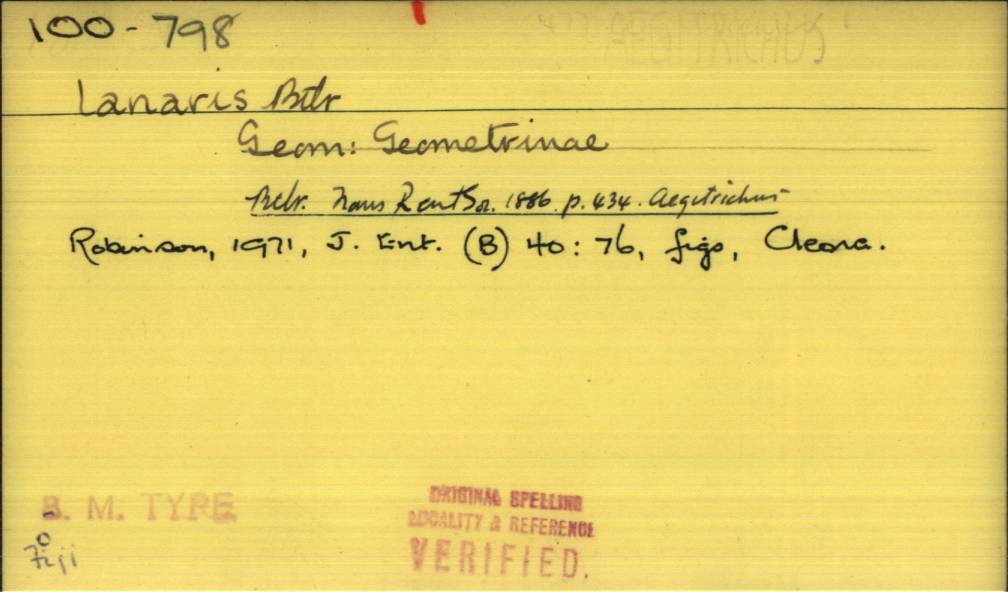 100-798
AEGITRICHUS
lanaris Btlr
Geom: Geometrinae
Btlr. Trans R ent Soc. 1886 p. 434. Aegitrichus
Robinson, 1971, J. Ent. (B) 40: 76, figs, Cleora.
B. M. TYPE
ORIGINAL SPELLING
LOCALITY & REFERENCE
VERIFIED.
Fiji